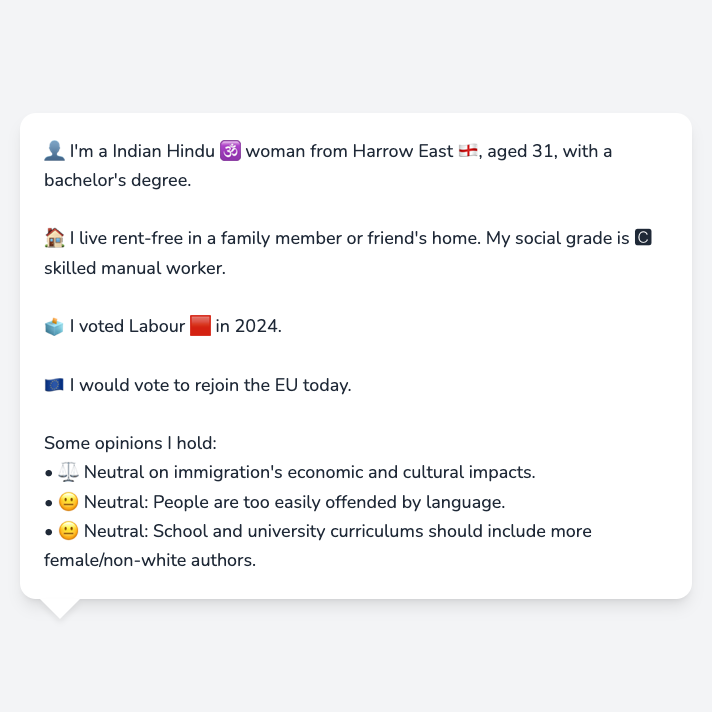 👤 I'm a Indian Hindu 🕉️ woman from Harrow East 🏴󠁧󠁢󠁥󠁮󠁧󠁿, aged 31, with a
bachelor's degree.
🏠 I live rent-free in a family member or friend's home. My social grade is 🅲
skilled manual worker.
🗳️ I voted Labour 🟥 in 2024.
🇪🇺 I would vote to rejoin the EU today.
Some opinions I hold:
• ⚖️ Neutral on immigration's economic and cultural impacts.
• 😐 Neutral: People are too easily offended by language.
• 😐 Neutral: School and university curriculums should include more
female/non-white authors.